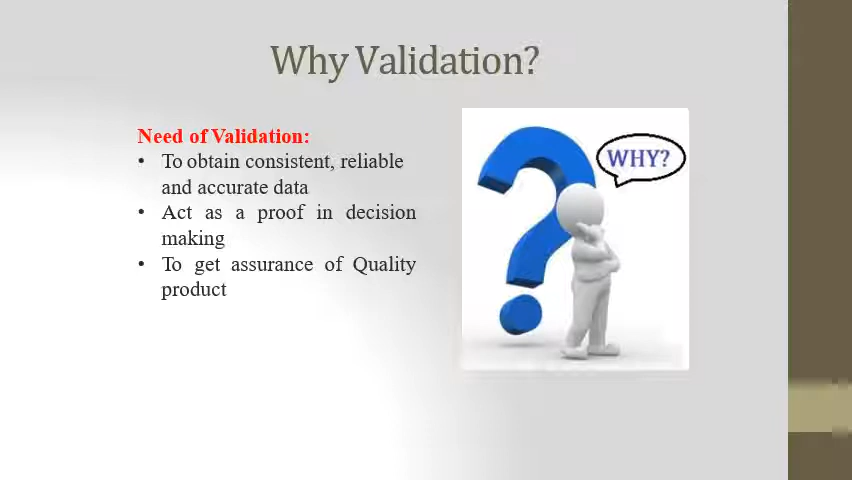 Why Validation?
Need of Validation:
• To obtain consistent, reliable
and accurate data
• Act as a proof in decision
making
• To get assurance of Quality
product
WHY?